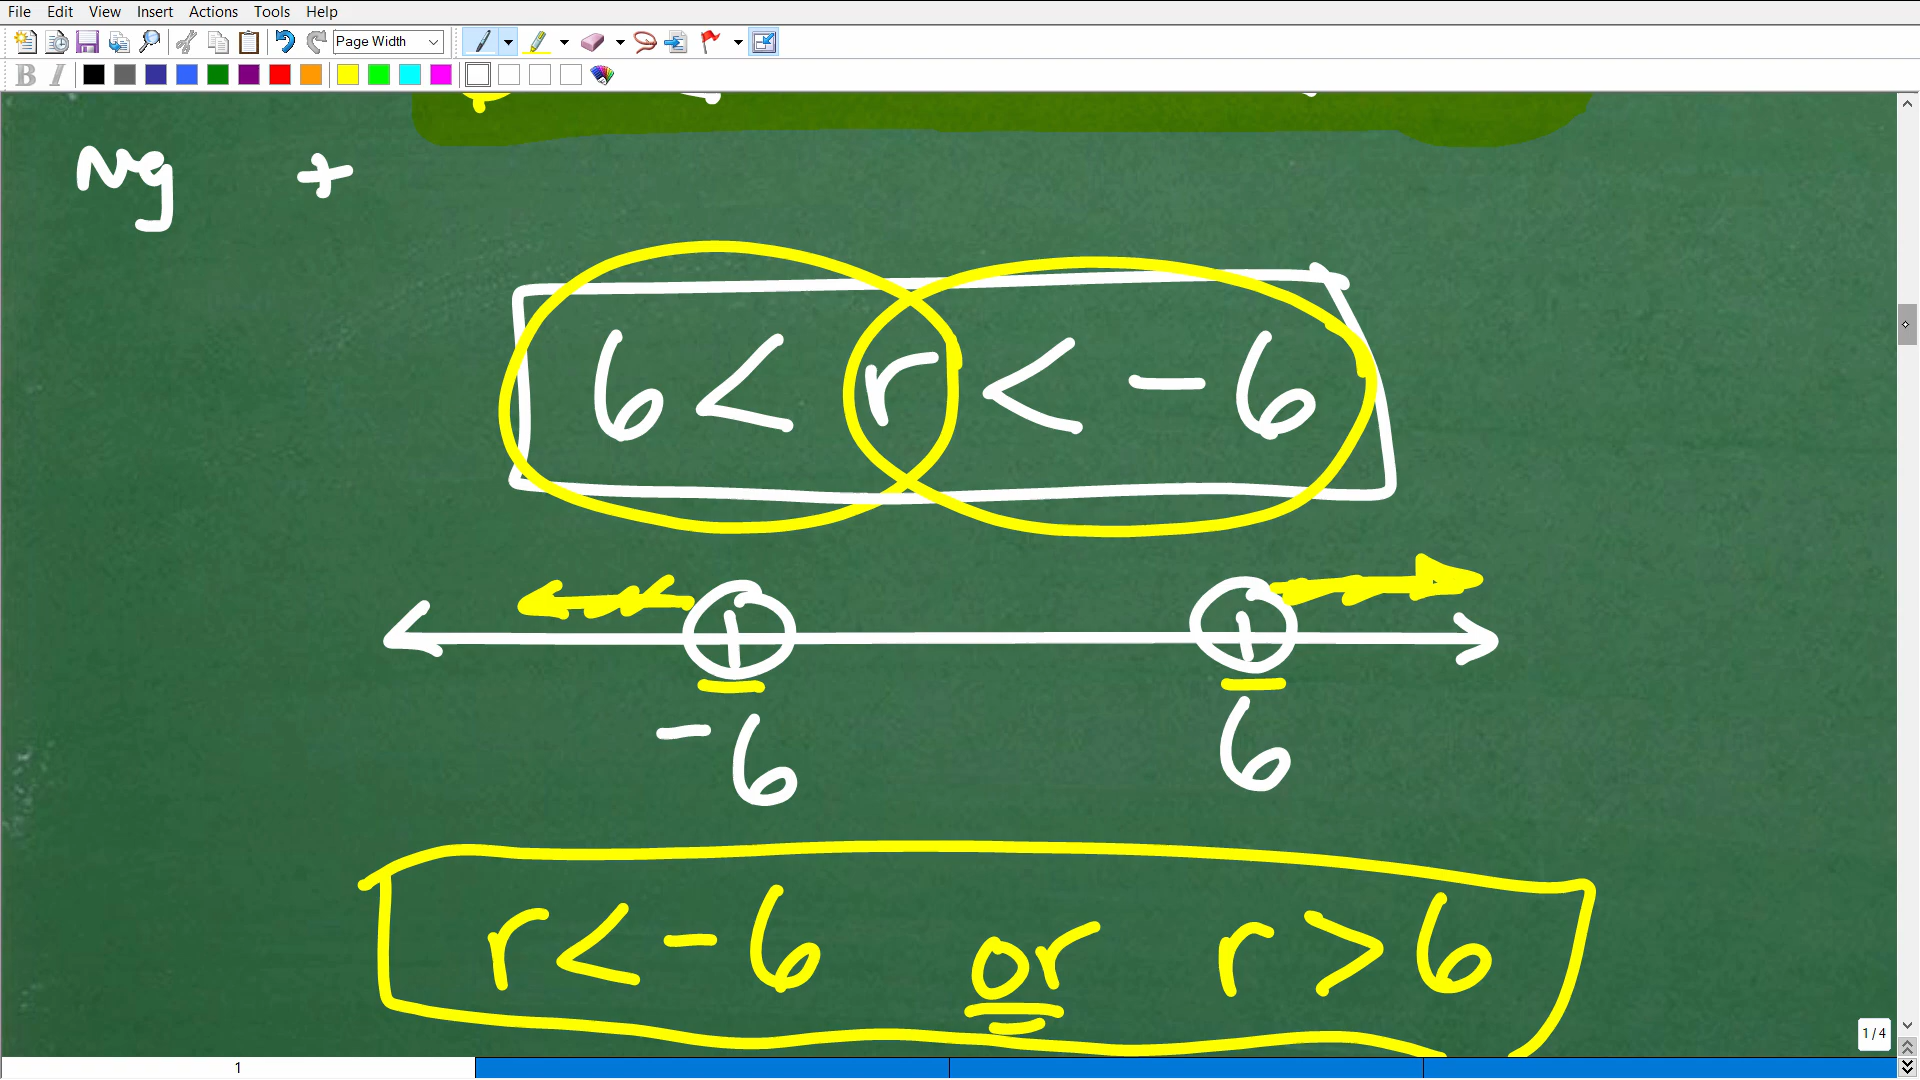 File Edit View Insert Actions Tools Help
Page Width
B I
Ng +
6 < r < - 6
-6 6
r < - 6 or r > 6
1 / 4
1